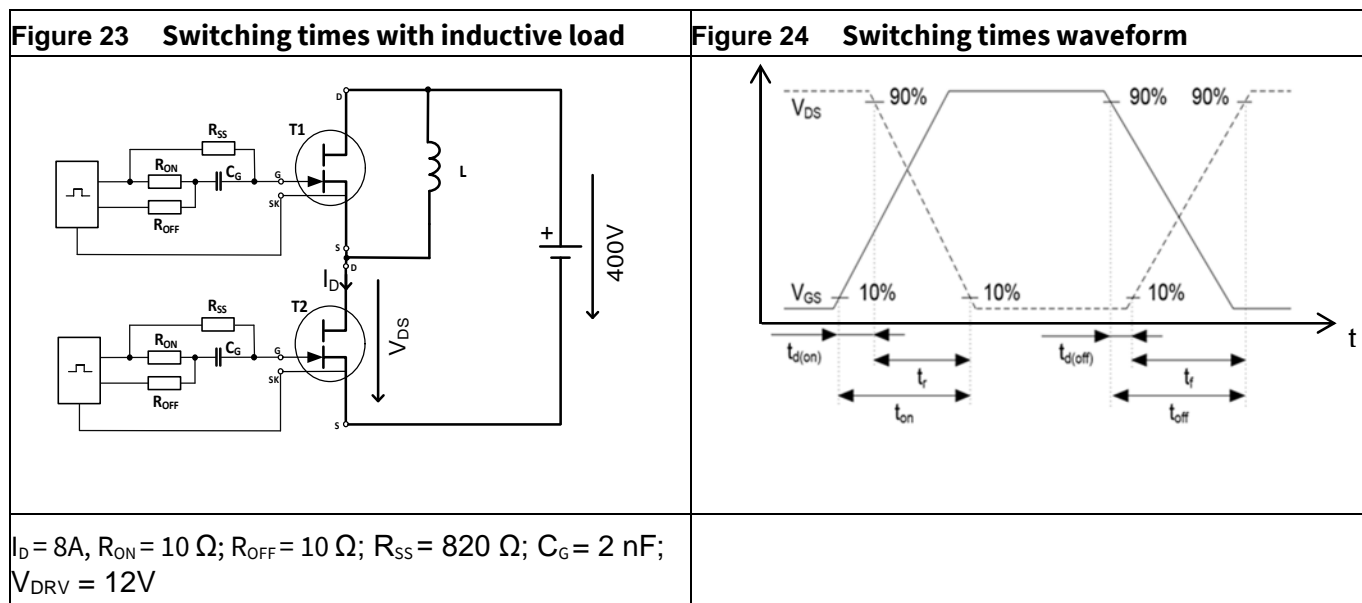 Figure 23 Switching times with inductive load
D
T1
RSS
RON
CG
G
SK
ROFF
L
S
D
+
400V
ID
T2
VDS
RSS
RON
CG
G
SK
ROFF
S
ID = 8A, RON = 10 Ω; ROFF = 10 Ω; RSS = 820 Ω; CG = 2 nF;
VDRV = 12V
Figure 24 Switching times waveform
VDS 90% 90% 90%
VGS 10% 10% 10%
t
td(on) td(off)
tr tf
ton toff